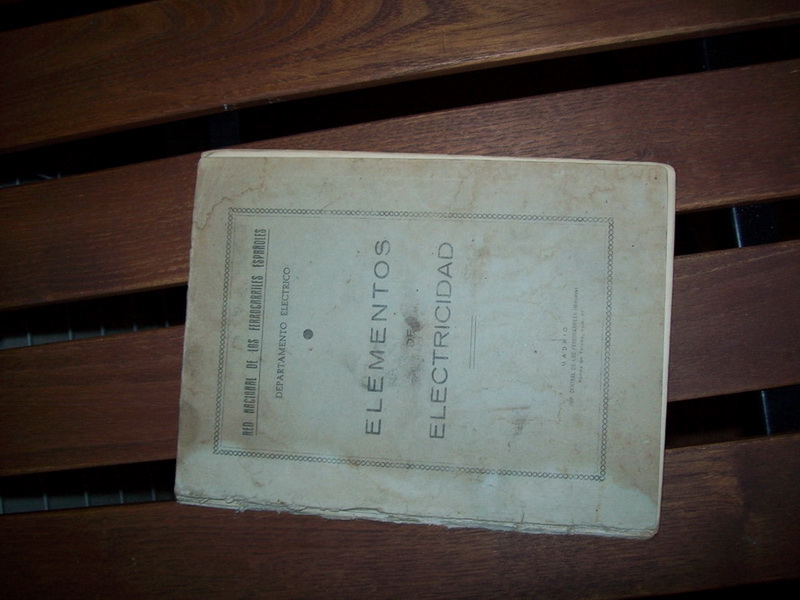 RED NACIONAL DE LOS FERROCARRILES ESPAÑOLES
DEPARTAMENTO ELECTRICO
ELEMENTOS
DE
ELECTRICIDAD
MADRID